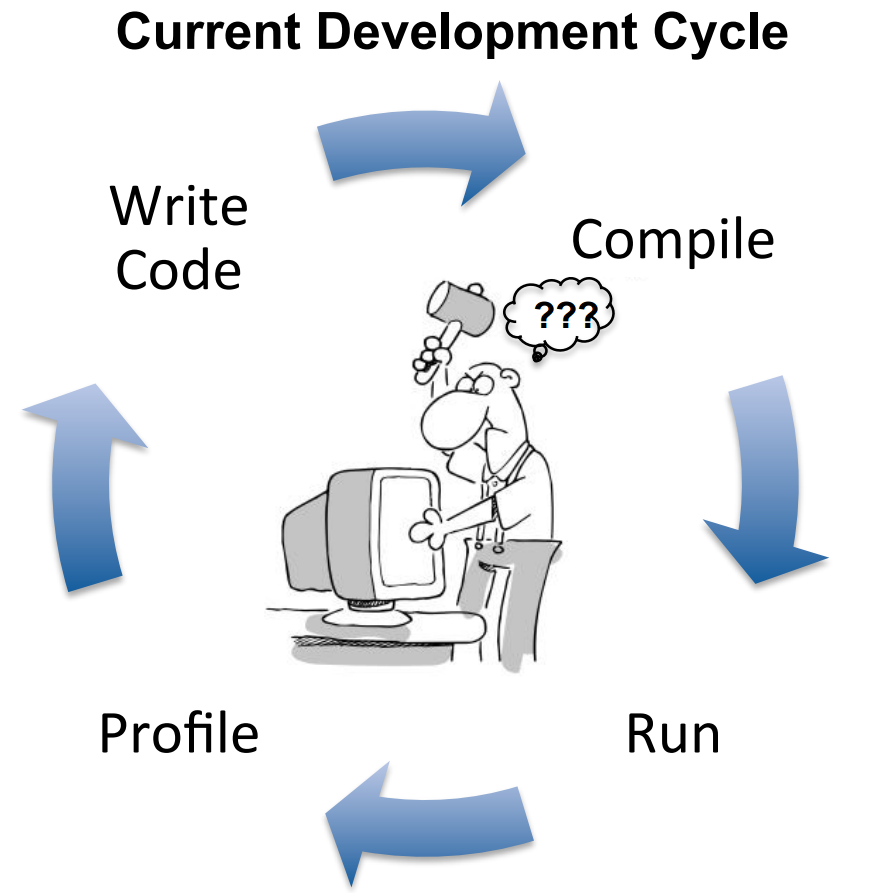 Current Development Cycle
Write
Code
Compile
???
Run
Profile